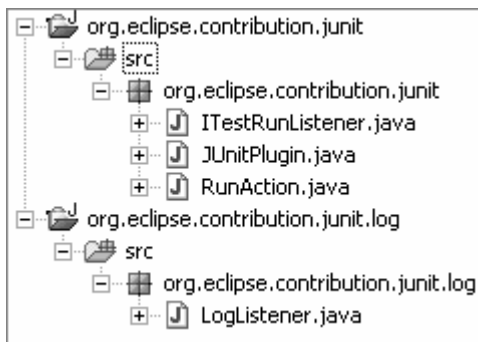 org.eclipse.contribution.junit
src
org.eclipse.contribution.junit
ITestRunListener.java
JUnitPlugin.java
RunAction.java
org.eclipse.contribution.junit.log
src
org.eclipse.contribution.junit.log
LogListener.java